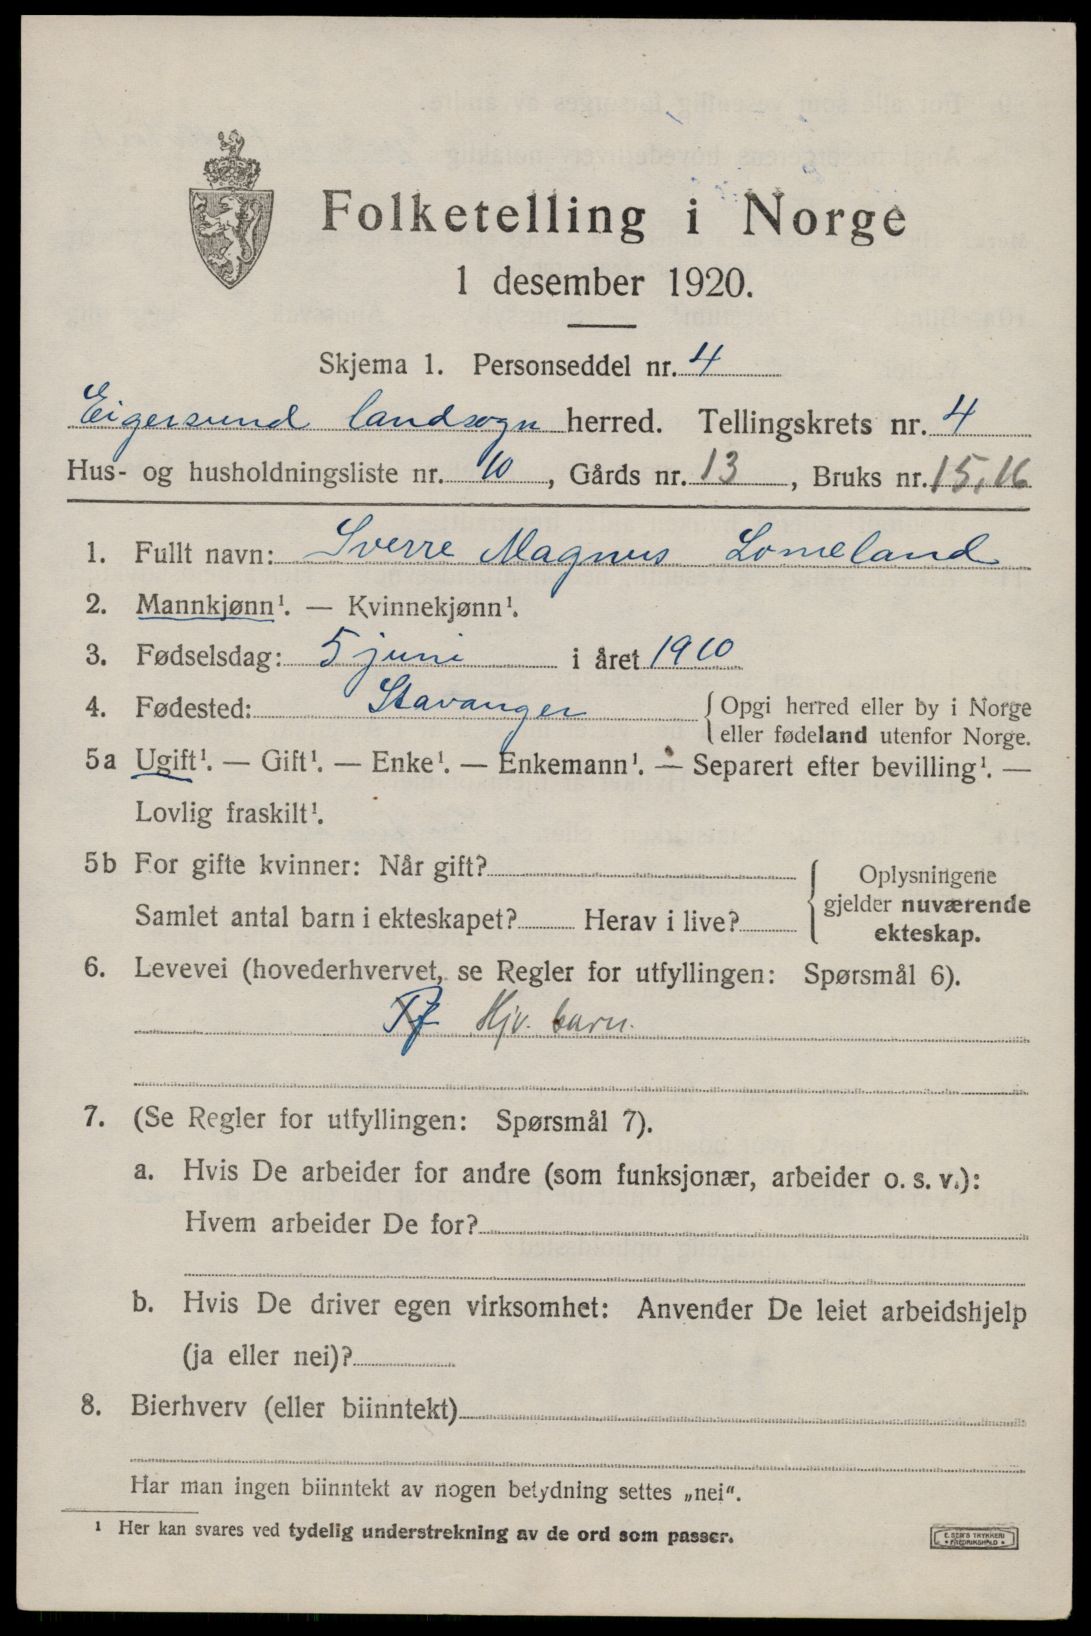 Folketelling i Norge
1 desember 1920.
Skjema 1. Personseddel nr. 4
Eigersund landsogn herred. Tellingskrets nr. 4
Hus- og husholdningsliste nr. 10, Gårds nr. 13, Bruks nr. 15,16
1. Fullt navn: Sverre Magnus Lomeland
2. Mannkjønn¹. — Kvinnekjønn¹.
3. Fødselsdag: 5 juni i året 1910
4. Fødested: Stavanger { Opgi herred eller by i Norge
eller fødeland utenfor Norge.
5a Ugift¹. — Gift¹. — Enke¹. — Enkemann¹. — Separert efter bevilling¹. —
Lovlig fraskilt¹.
5b For gifte kvinner: Når gift?
Samlet antal barn i ekteskapet? Herav i live?
{ Oplysningene
gjelder nuværende
ekteskap.
6. Levevei (hovederhvervet, se Regler for utfyllingen: Spørsmål 6).
Hjv. barn.
7. (Se Regler for utfyllingen: Spørsmål 7).
a. Hvis De arbeider for andre (som funksjonær, arbeider o. s. v.):
Hvem arbeider De for?
b. Hvis De driver egen virksomhet: Anvender De leiet arbeidshjelp
(ja eller nei)?
8. Bierhverv (eller biinntekt)
Har man ingen biinntekt av nogen betydning settes „nei".
¹ Her kan svares ved tydelig understrekning av de ord som passer.
E. SEM'S TRYKKERI
• FREDRIKSHALD •